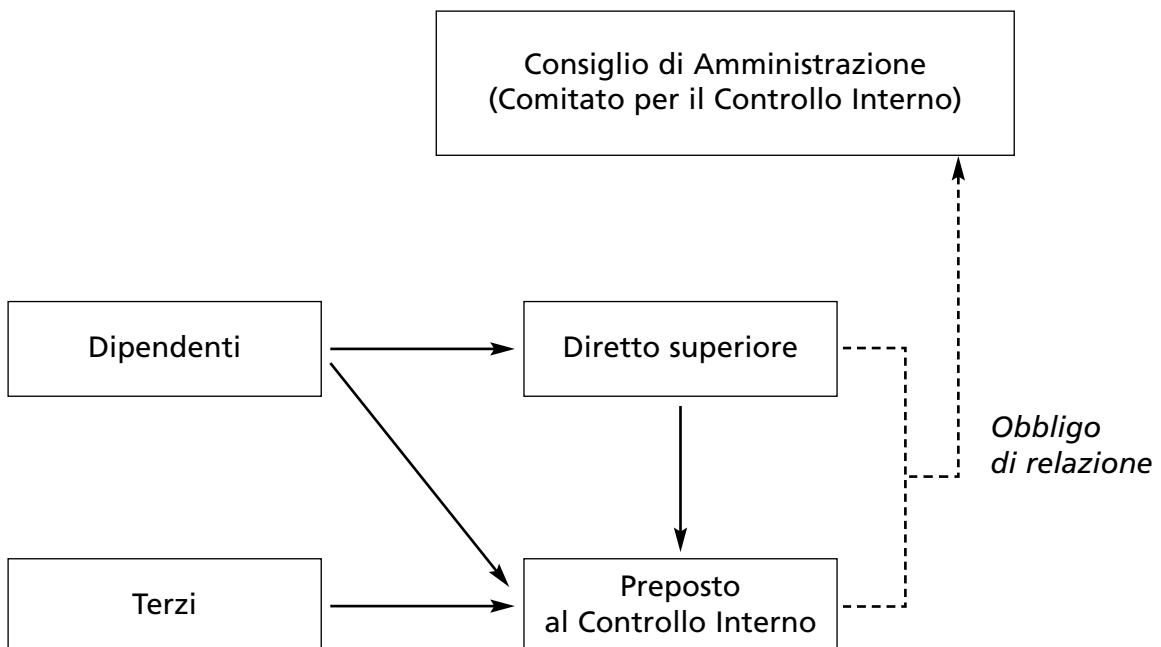 Consiglio di Amministrazione
(Comitato per il Controllo Interno)
Dipendenti
Diretto superiore
Obbligo
di relazione
Terzi
Preposto
al Controllo Interno